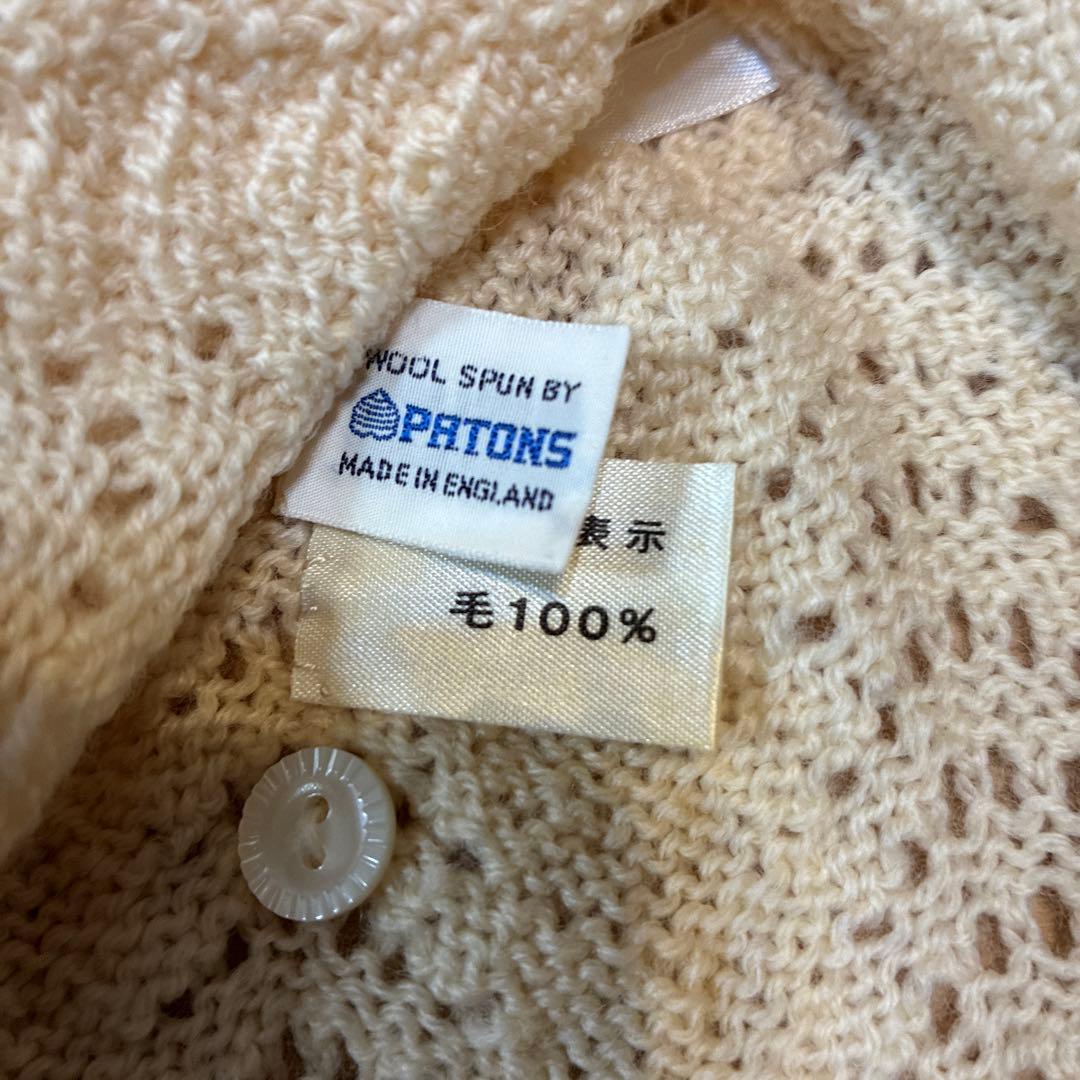 WOOL SPUN BY
PATONS
MADE IN ENGLAND
表示
毛100%